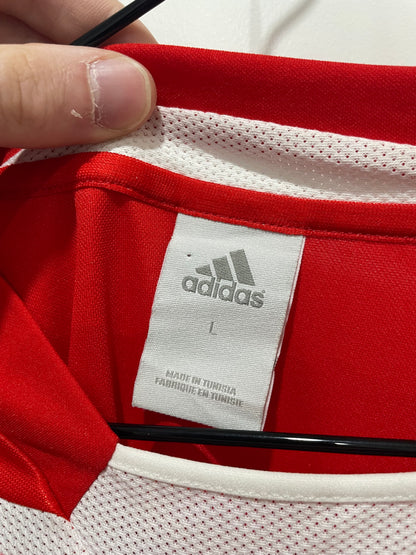 adidas
L
MADE IN TUNISIA
FABRIQUE EN TUNISIE